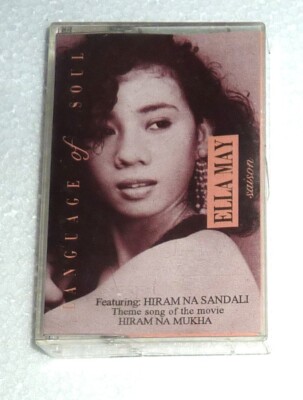 LANGUAGE of SOUL
ELLA MAY
saison
Featuring: HIRAM NA SANDALI
Theme song of the movie
HIRAM NA MUKHA